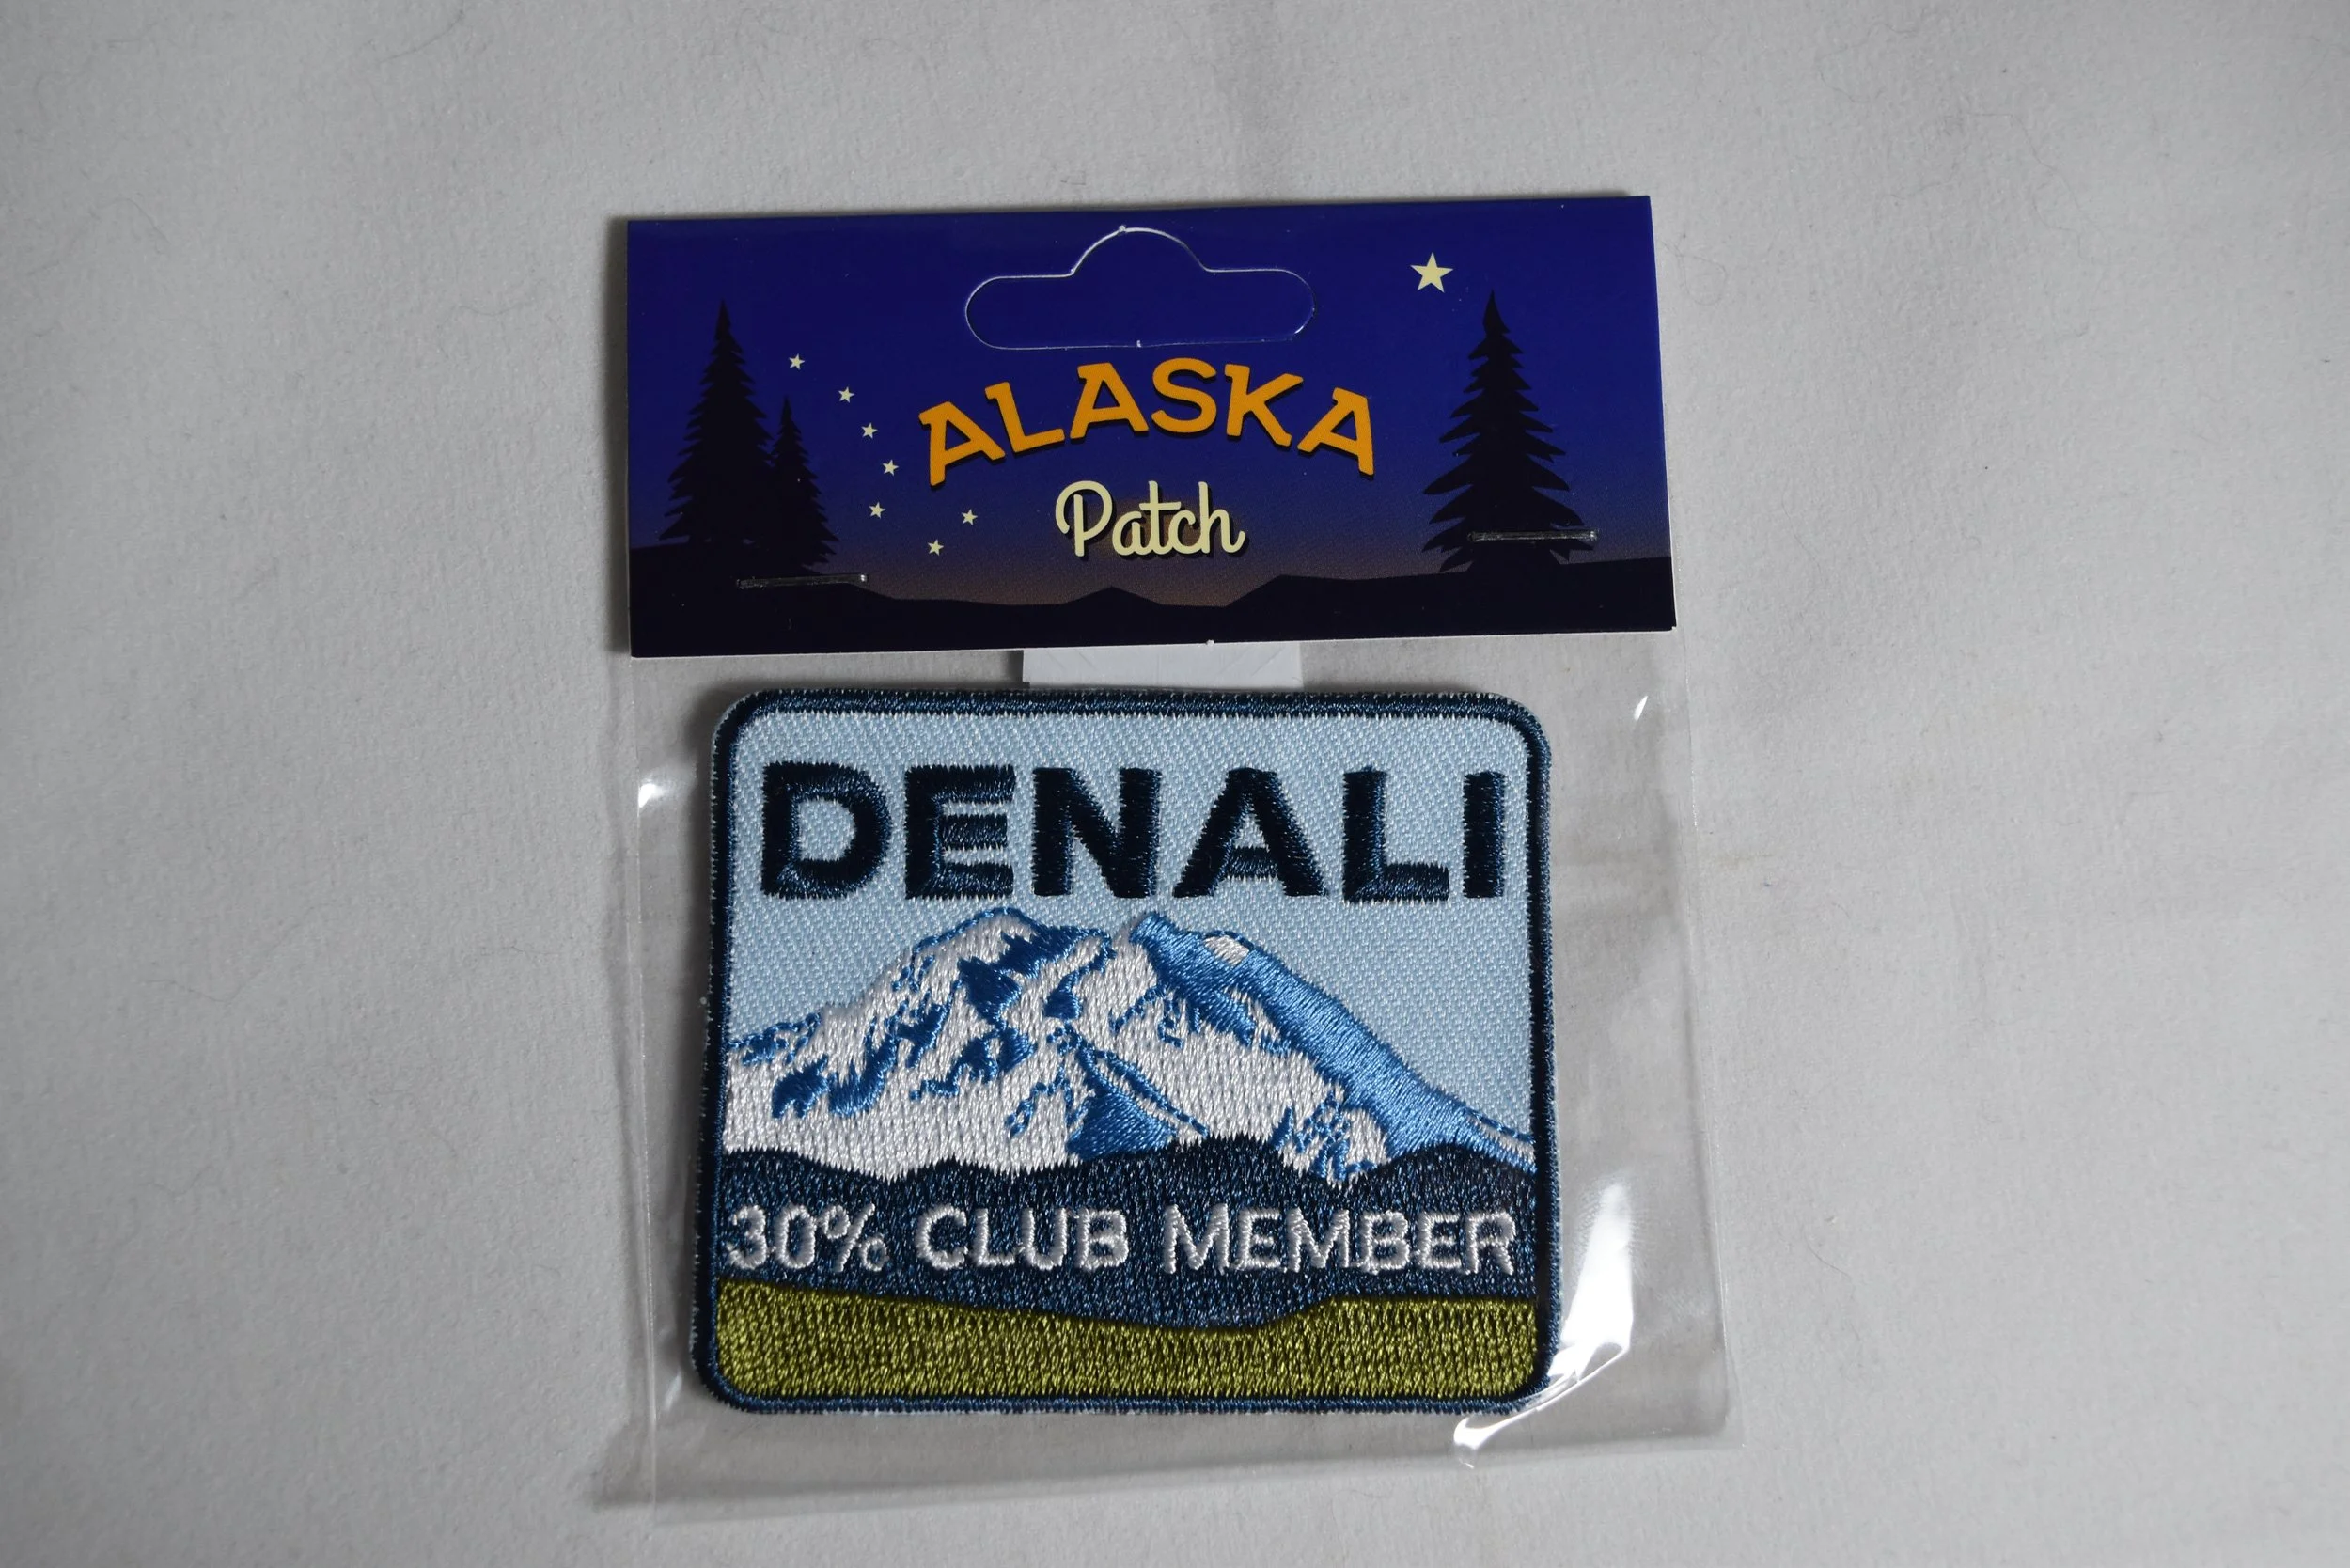 ALASKA
Patch
DENALI
30% CLUB MEMBER